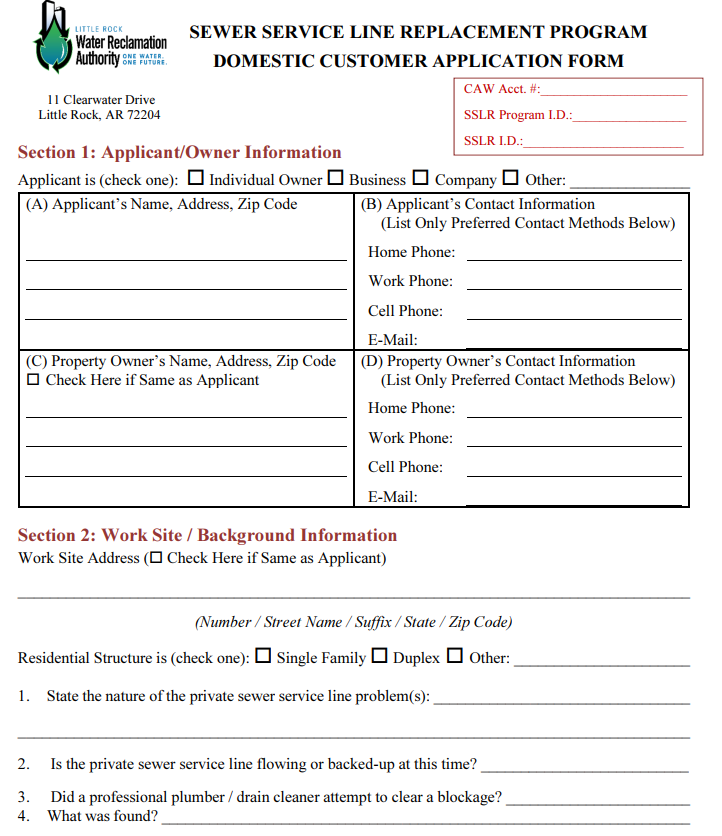 SEWER SERVICE LINE REPLACEMENT PROGRAM
DOMESTIC CUSTOMER APPLICATION FORM
LITTLE ROCK
Water Reclamation
Authority ONE WATER. ONE FUTURE.
11 Clearwater Drive
Little Rock, AR 72204
CAW Acct. #:
SSLR Program I.D.:
SSLR I.D.:
Section 1: Applicant/Owner Information
Applicant is (check one): ☐ Individual Owner ☐ Business ☐ Company ☐ Other:
(A) Applicant’s Name, Address, Zip Code
(B) Applicant’s Contact Information
(List Only Preferred Contact Methods Below)
Home Phone:
Work Phone:
Cell Phone:
E-Mail:
(C) Property Owner’s Name, Address, Zip Code
☐ Check Here if Same as Applicant
(D) Property Owner’s Contact Information
(List Only Preferred Contact Methods Below)
Home Phone:
Work Phone:
Cell Phone:
E-Mail:
Section 2: Work Site / Background Information
Work Site Address (☐ Check Here if Same as Applicant)
(Number / Street Name / Suffix / State / Zip Code)
Residential Structure is (check one): ☐ Single Family ☐ Duplex ☐ Other:
1. State the nature of the private sewer service line problem(s):
2. Is the private sewer service line flowing or backed-up at this time?
3. Did a professional plumber / drain cleaner attempt to clear a blockage?
4. What was found?